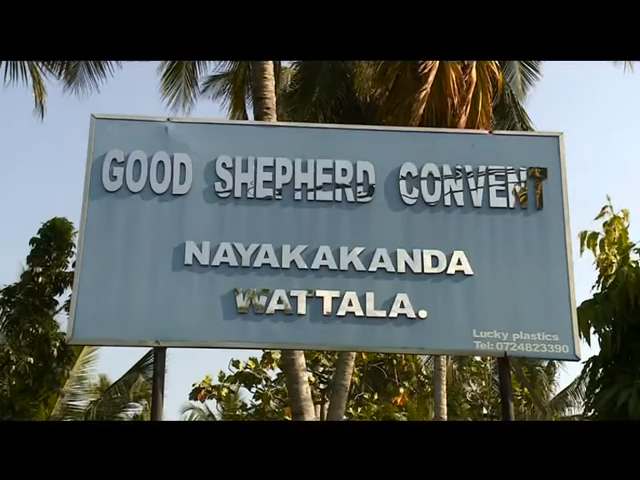 GOOD SHEPHERD CONVENT
NAYAKAKANDA
WATTALA.
Lucky plastics
Tel:0724823390